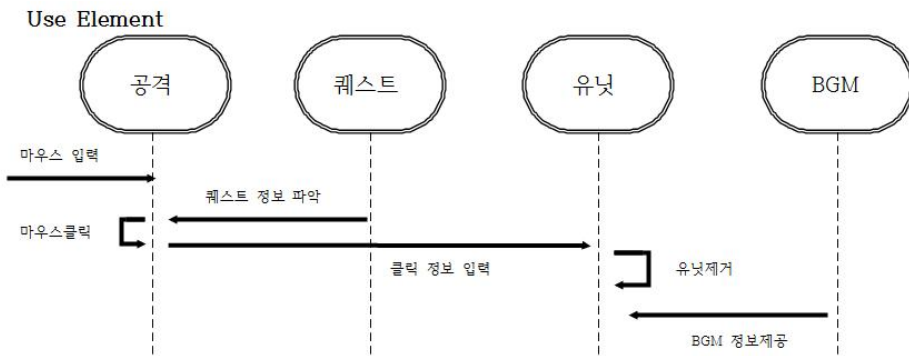 Use Element
공격
퀘스트
유닛
BGM
마우스 입력
퀘스트 정보 파악
마우스클릭
클릭 정보 입력
유닛제거
BGM 정보제공